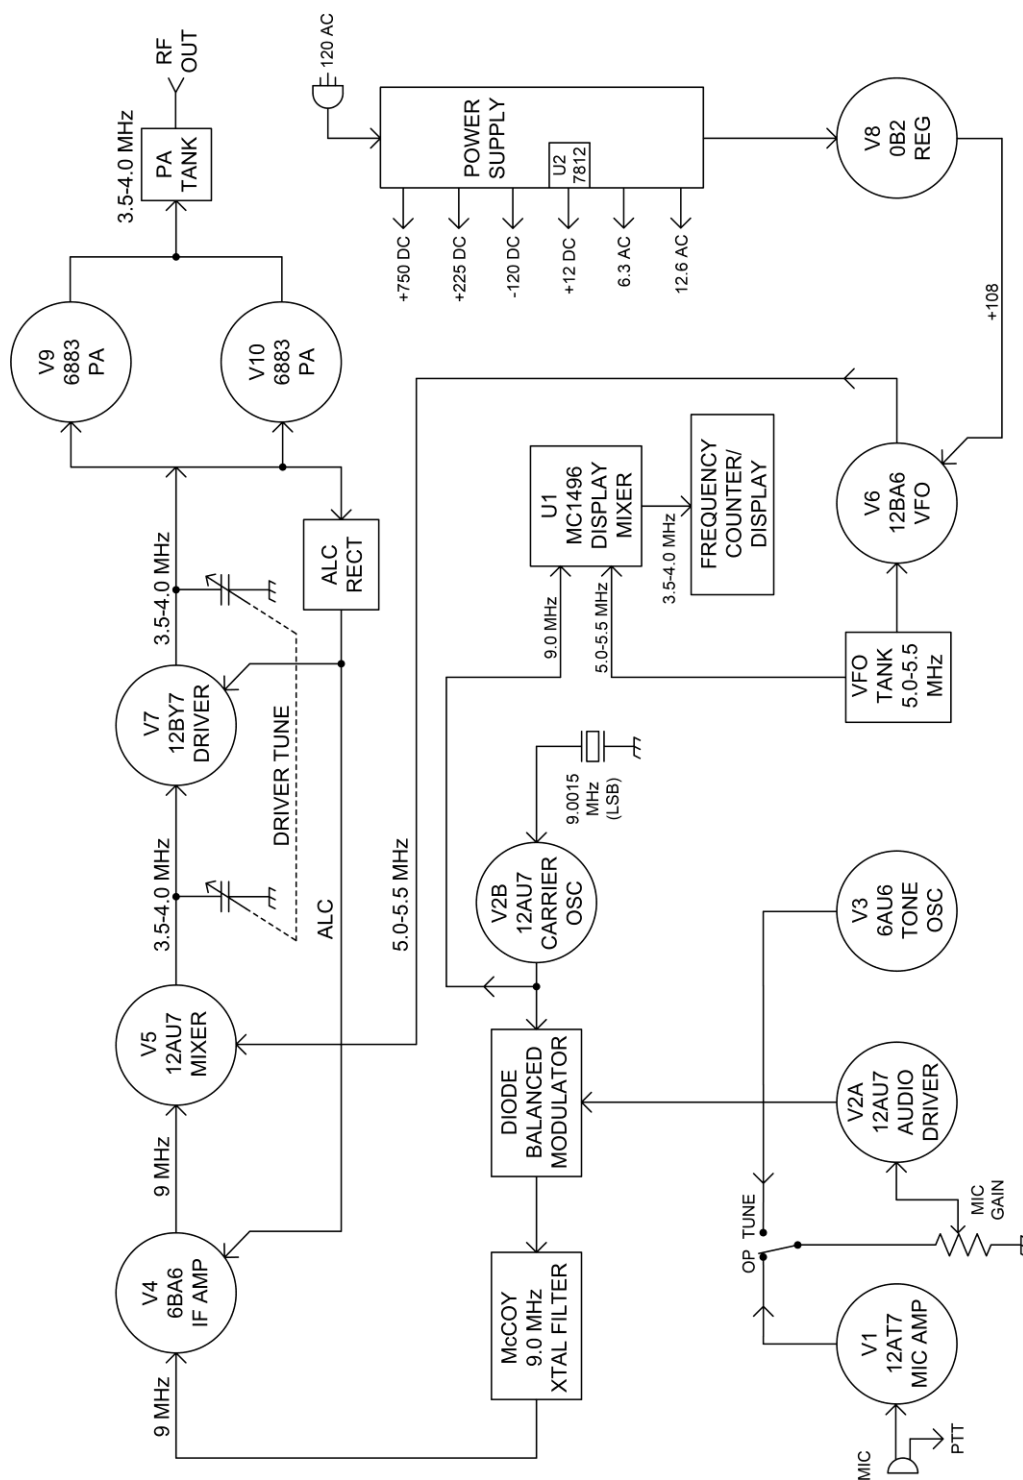 9 MHz
V4
6BA6
IF AMP
9 MHz
V5
12AU7
MIXER
3.5-4.0 MHz
V7
12BY7
DRIVER
3.5-4.0 MHz
DRIVER TUNE
ALC
ALC
RECT
V9
6883
PA
V10
6883
PA
3.5-4.0 MHz
PA
TANK
RF
OUT
McCOY
9.0 MHz
XTAL FILTER
DIODE
BALANCED
MODULATOR
V2B
12AU7
CARRIER
OSC
9.0015
MHz
(LSB)
5.0-5.5 MHz
9.0 MHz
5.0-5.5 MHz
U1
MC1496
DISPLAY
MIXER
3.5-4.0 MHz
FREQUENCY
COUNTER/
DISPLAY
120 AC
POWER
SUPPLY
U2
7812
+750 DC
+225 DC
-120 DC
+12 DC
6.3 AC
12.6 AC
V8
0B2
REG
+108
V6
12BA6
VFO
VFO
TANK
5.0-5.5
MHz
V3
6AU6
TONE
OSC
V2A
12AU7
AUDIO
DRIVER
OP
TUNE
MIC
GAIN
V1
12AT7
MIC AMP
MIC
PTT